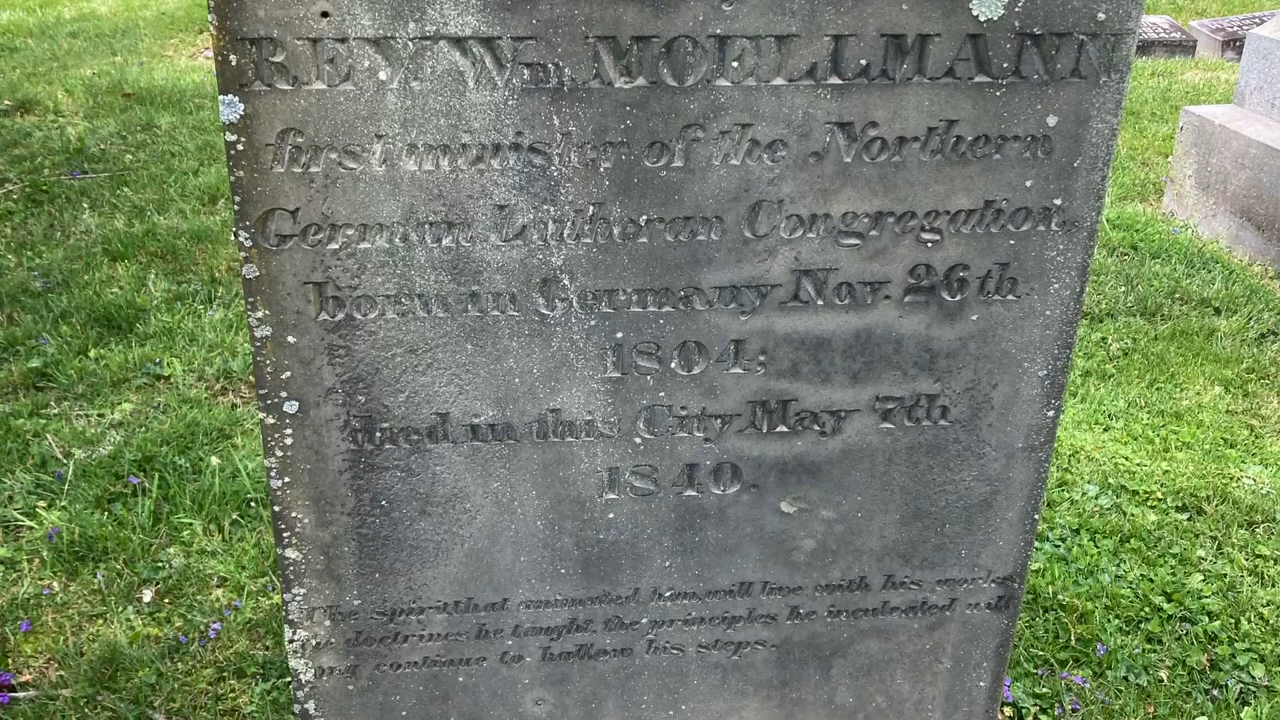 REV. Wm. MOELLMANN
first minister of the Northern
German Lutheran Congregation,
born in Germany Nov. 26th
1804;
died in this City May 7th
1840.
The spirit that animated him, will live with his works,
doctrines he taught, the principles he inculcated will
continue to hallow his steps.